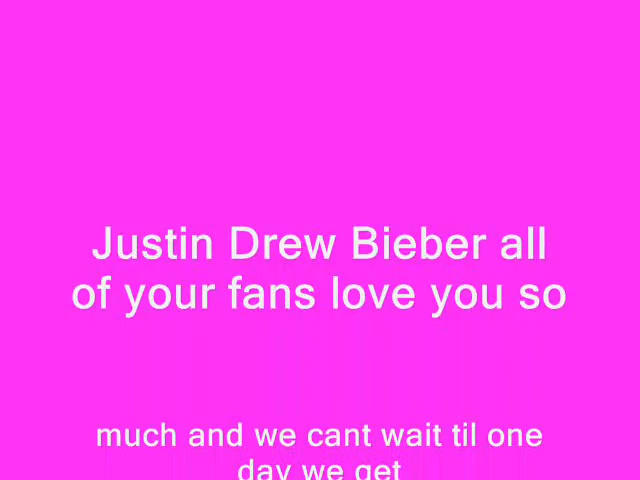 Justin Drew Bieber all
of your fans love you so
much and we cant wait til one
day we get